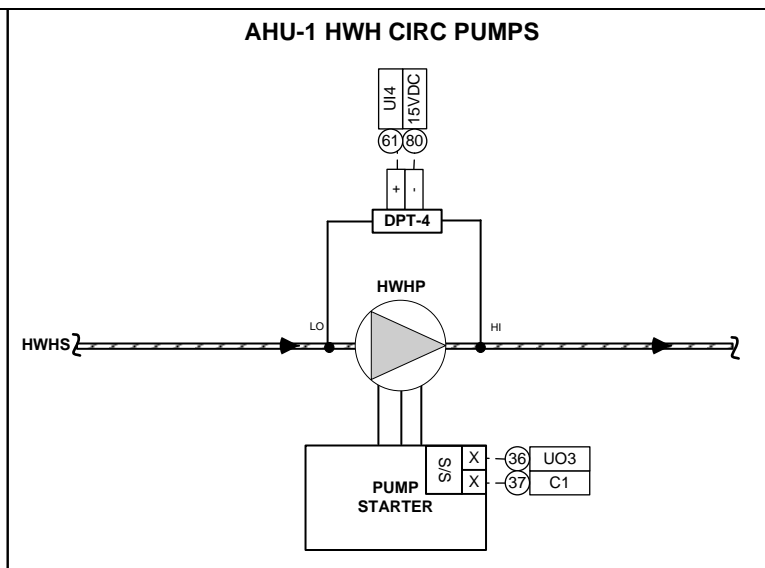 AHU-1 HWH CIRC PUMPS
UI4
15VDC
61 80
+ -
DPT-4
HWHP
LO
HI
HWHS
S/S
X 36 UO3
X 37 C1
PUMP
STARTER